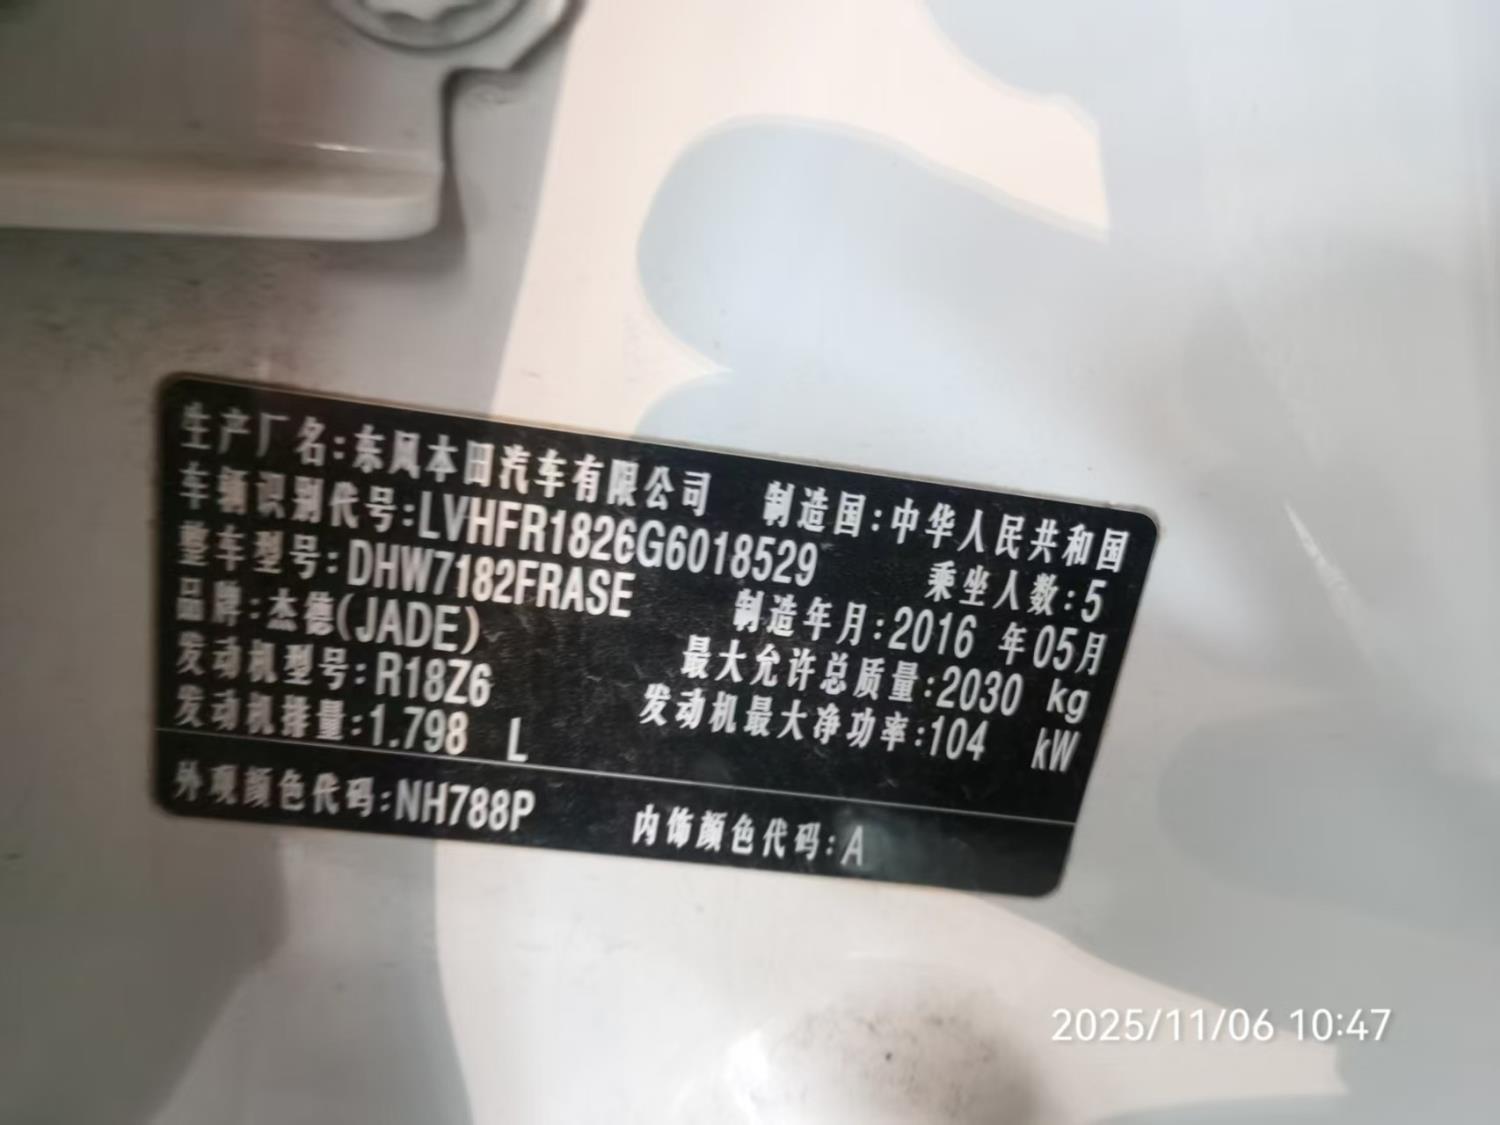 生产厂名:东风本田汽车有限公司 制造国:中华人民共和国
车辆识别代号:LVHFR1826G6018529 乘坐人数:5
整车型号:DHW7182FRASE 制造年月:2016 年05月
品牌:杰德(JADE) 最大允许总质量:2030 kg
发动机型号:R18Z6 发动机最大净功率:104 kW
发动机排量:1.798 L
外观颜色代码:NH788P 内饰颜色代码:A
2025/11/06 10:47